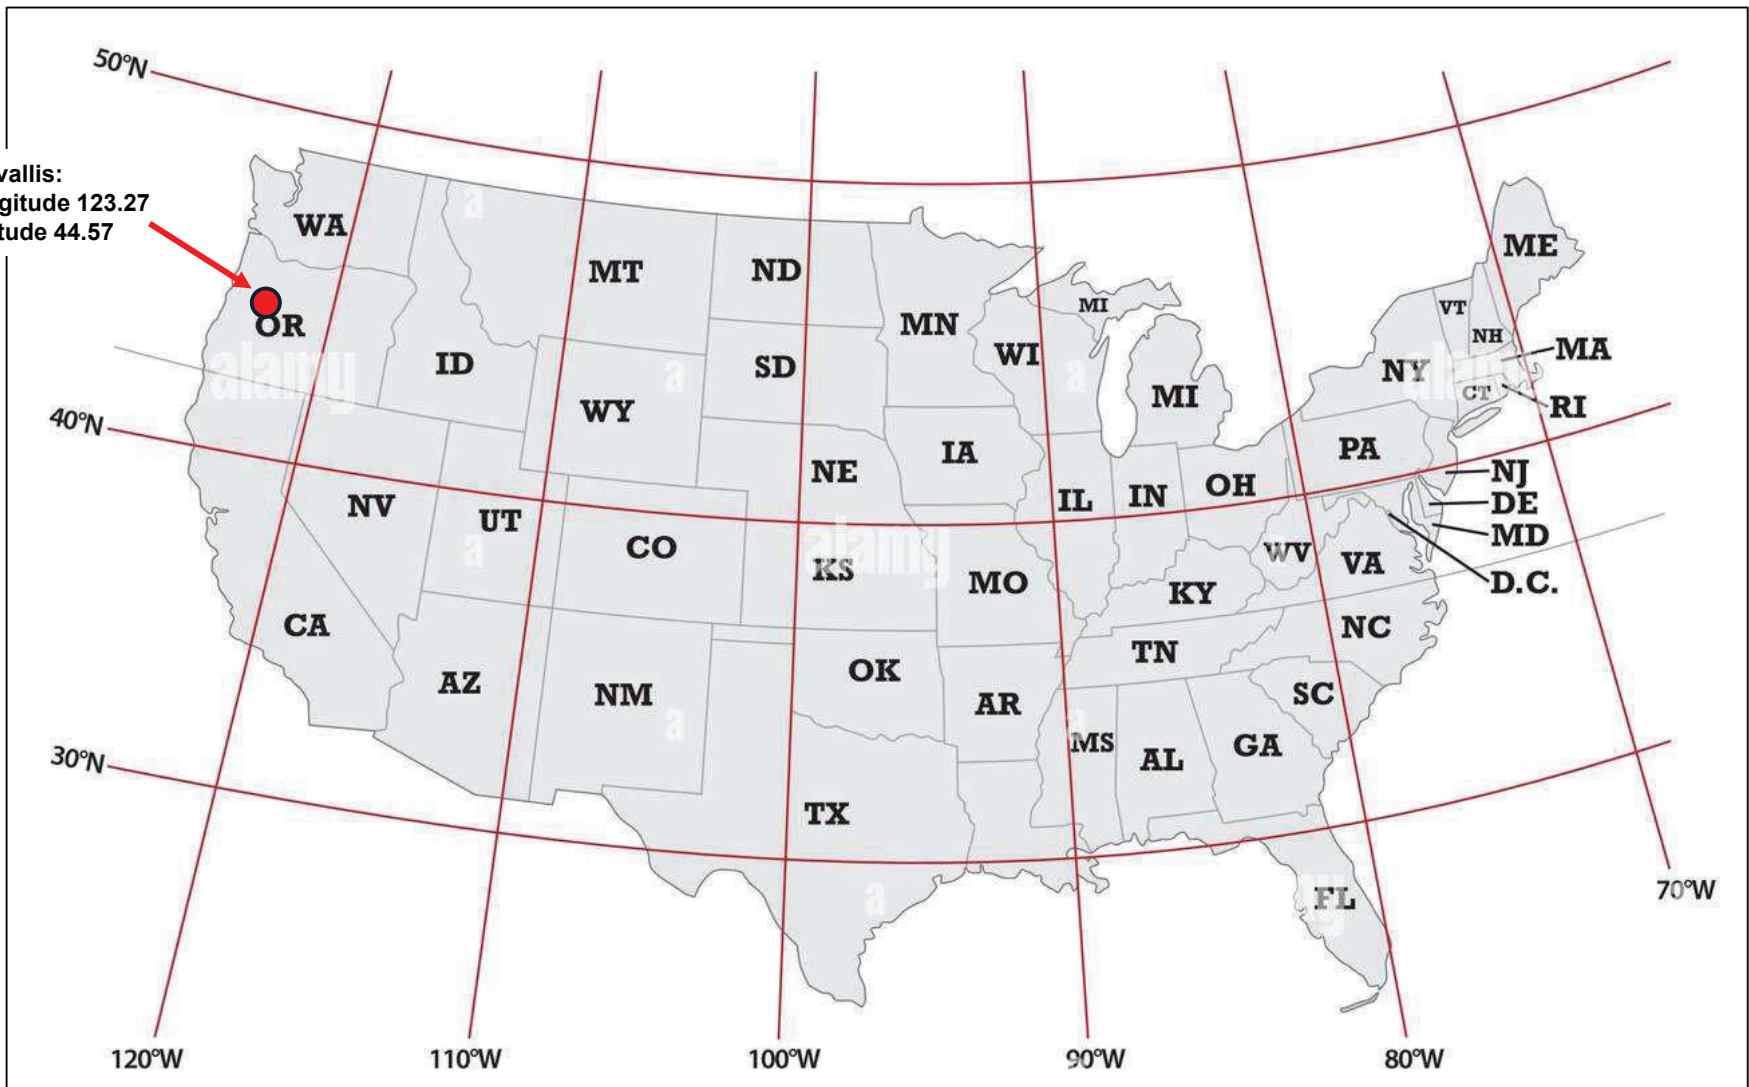 50°N
vallis:
gitude 123.27
tude 44.57
WA
OR
MT
ND
MN
MI
ME
VT
NH
MA
ID
SD
WI
MI
NY
CT
RI
WY
IA
PA
NE
NJ
NV
UT
CO
KS
MO
IL
IN
OH
DE
MD
WV
VA
D.C.
40°N
CA
AZ
NM
OK
AR
KY
TN
NC
SC
MS
AL
GA
30°N
TX
FL
70°W
120°W
110°W
100°W
90°W
80°W
alamy
alamy
a
a
a
a
a
a
a